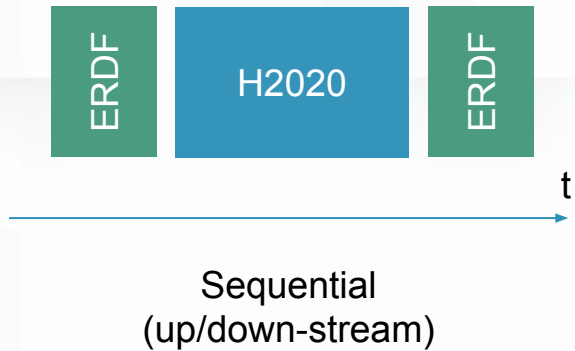 ERDF
H2020
ERDF
t
Sequential
(up/down-stream)